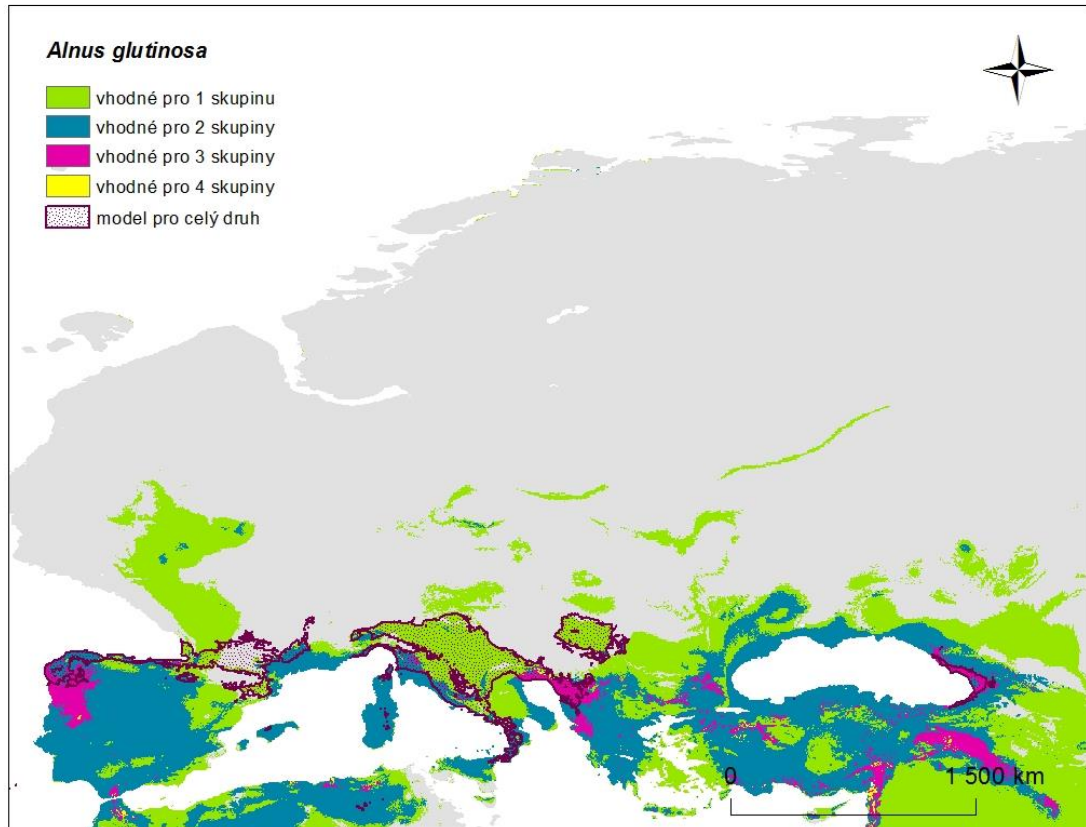 Alnus glutinosa
vhodné pro 1 skupinu
vhodné pro 2 skupiny
vhodné pro 3 skupiny
vhodné pro 4 skupiny
model pro celý druh
0 1 500 km